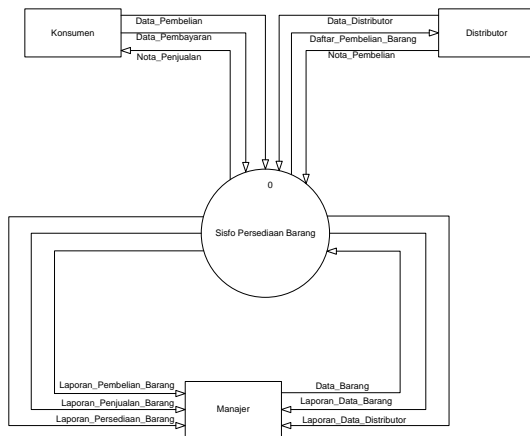 Konsumen
Data_Pembelian
Data_Pembayaran
Nota_Penjualan
Data_Distributor
Daftar_Pembelian_Barang
Nota_Pembelian
Distributor
0
Sisfo Persediaan Barang
Laporan_Pembelian_Barang
Laporan_Penjualan_Barang
Laporan_Persediaan_Barang
Manajer
Data_Barang
Laporan_Data_Barang
Laporan_Data_Distributor